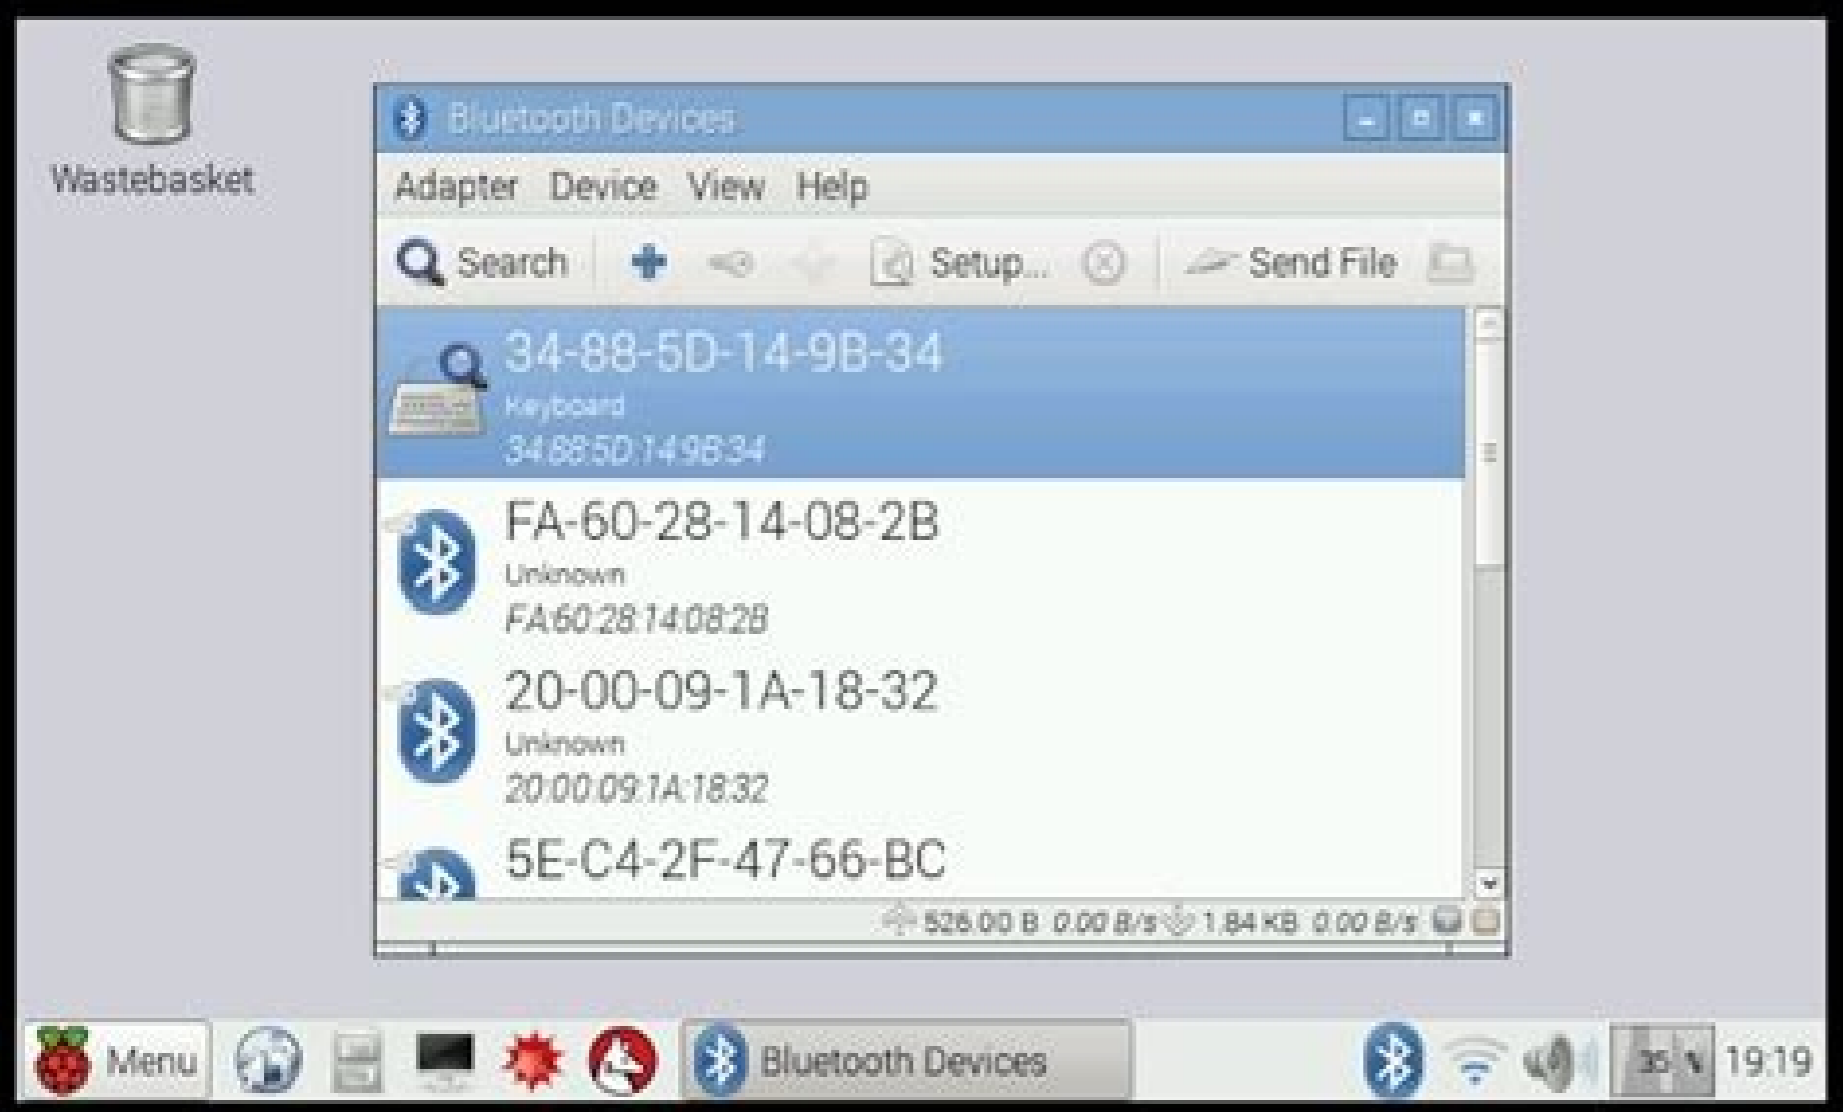 Wastebasket
Bluetooth Devices
Adapter Device View Help
Search Setup... Send File
34-88-5D-14-9B-34
Keyboard
34:88:5D:14:9B:34
FA-60-28-14-08-2B
Unknown
FA:60:28:14:08:2B
20-00-09-1A-18-32
Unknown
20:00:09:1A:18:32
5E-C4-2F-47-66-BC
526.00 B 0.00 B/s 1.84 KB 0.00 B/s
Menu Bluetooth Devices 35 % 19:19